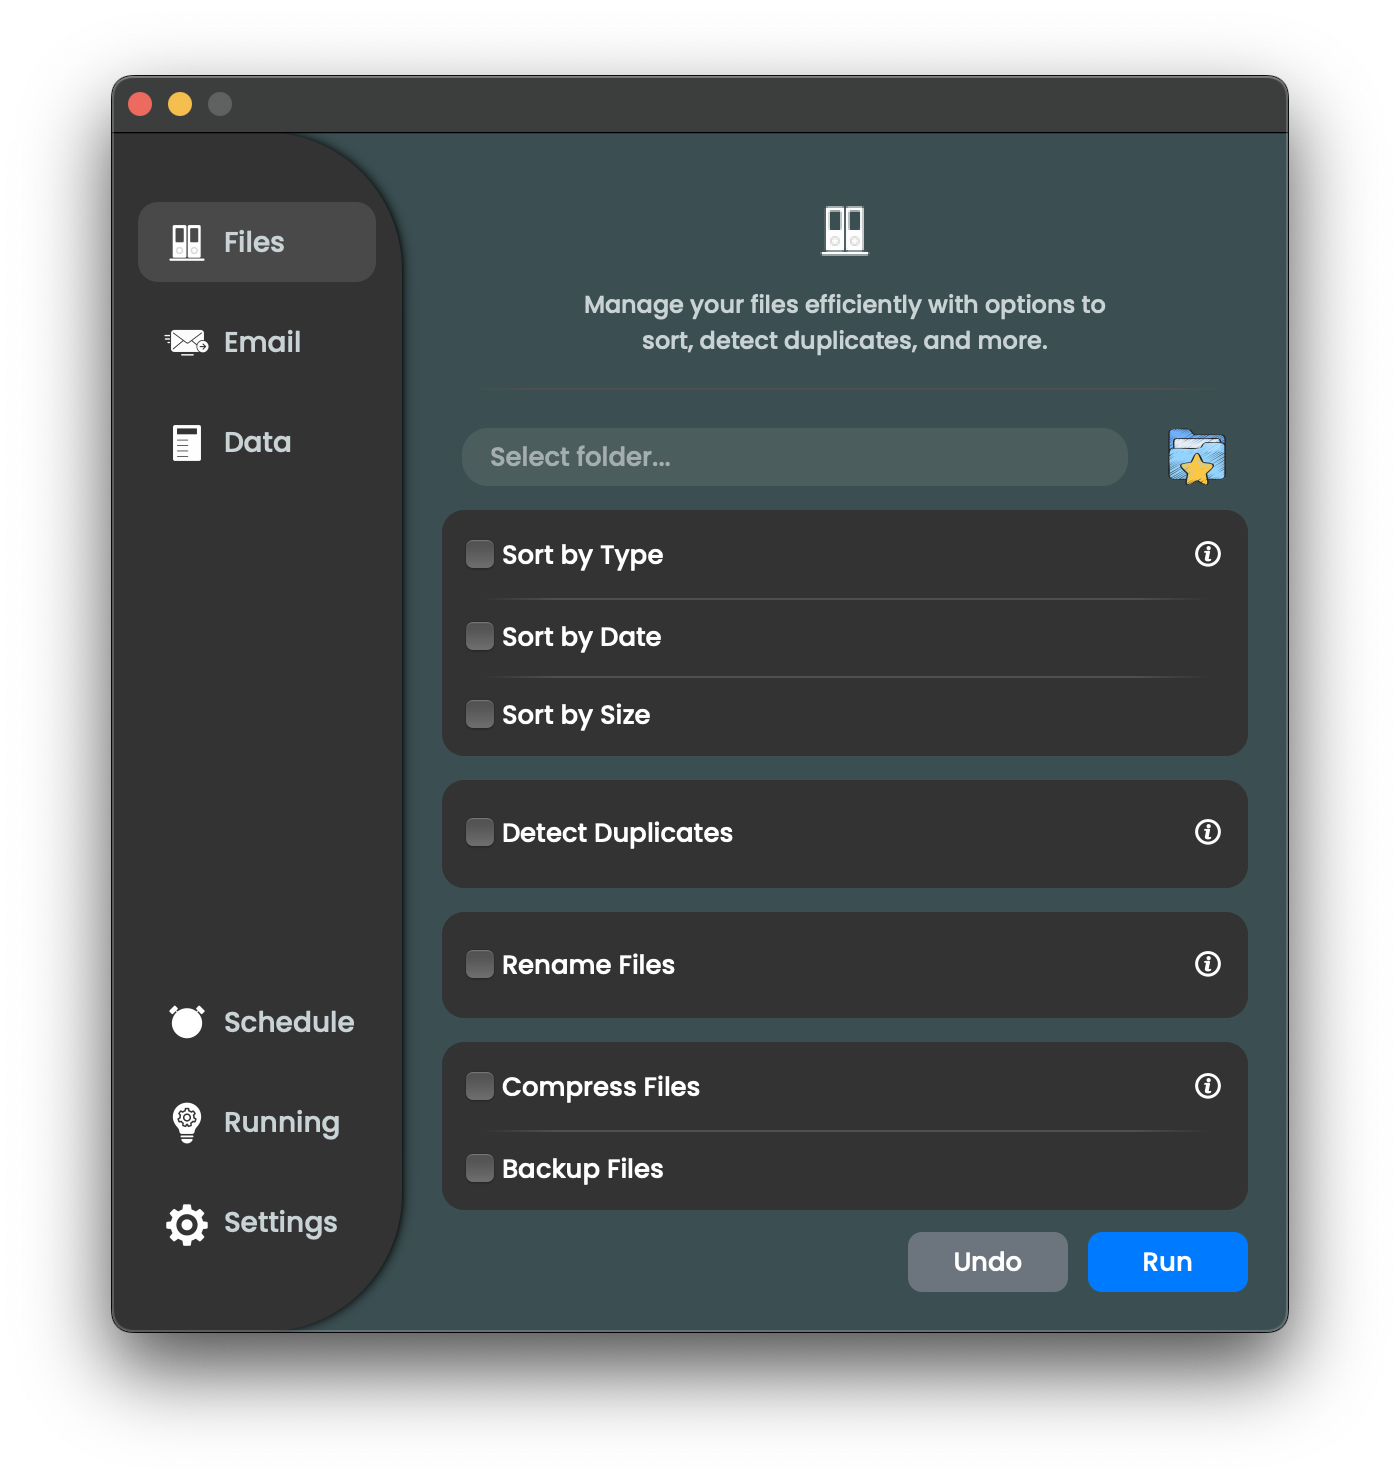 Files
Email
Data
Schedule
Running
Settings
Manage your files efficiently with options to
sort, detect duplicates, and more.
Select folder...
Sort by Type
Sort by Date
Sort by Size
Detect Duplicates
Rename Files
Compress Files
Backup Files
Undo
Run